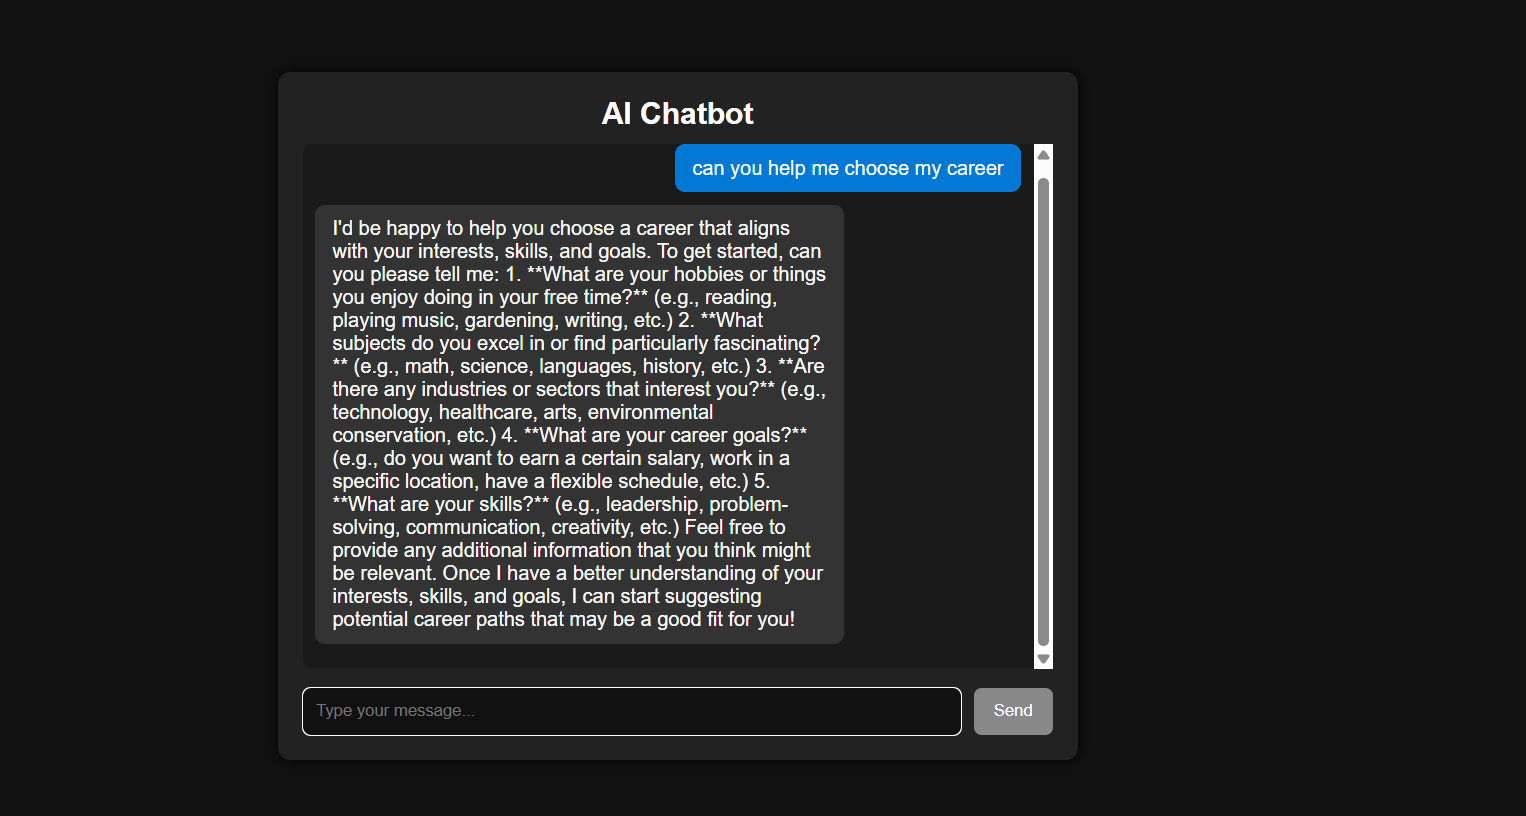 AI Chatbot
can you help me choose my career
I'd be happy to help you choose a career that aligns
with your interests, skills, and goals. To get started, can
you please tell me: 1. **What are your hobbies or things
you enjoy doing in your free time?** (e.g., reading,
playing music, gardening, writing, etc.) 2. **What
subjects do you excel in or find particularly fascinating?
** (e.g., math, science, languages, history, etc.) 3. **Are
there any industries or sectors that interest you?** (e.g.,
technology, healthcare, arts, environmental
conservation, etc.) 4. **What are your career goals?**
(e.g., do you want to earn a certain salary, work in a
specific location, have a flexible schedule, etc.) 5.
**What are your skills?** (e.g., leadership, problem-
solving, communication, creativity, etc.) Feel free to
provide any additional information that you think might
be relevant. Once I have a better understanding of your
interests, skills, and goals, I can start suggesting
potential career paths that may be a good fit for you!
Type your message...
Send